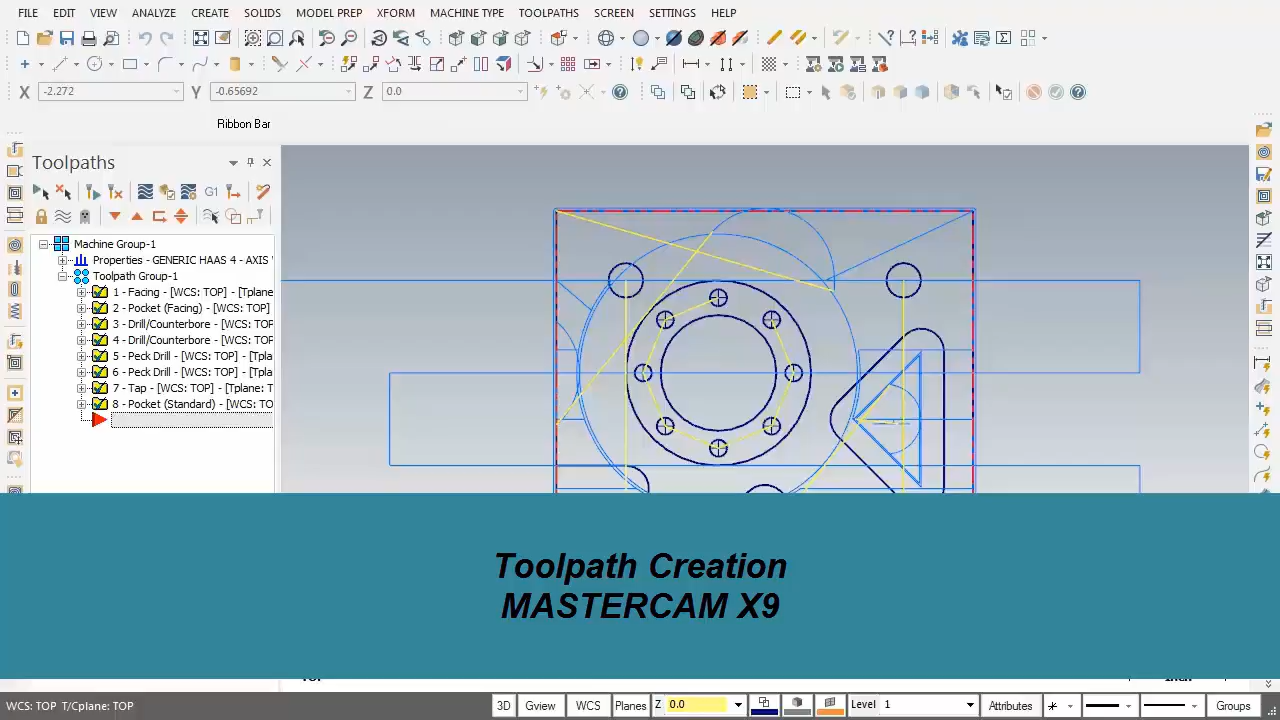 FILE EDIT VIEW ANALYZE CREATE SOLIDS MODEL PREP XFORM MACHINE TYPE TOOLPATHS SCREEN SETTINGS HELP
X -2.272 Y -0.65692 Z 0.0
Ribbon Bar
Toolpaths
G1
Machine Group-1
Properties - GENERIC HAAS 4 - AXIS
Toolpath Group-1
1 - Facing - [WCS: TOP] - [Tplane
2 - Pocket (Facing) - [WCS: TOP]
3 - Drill/Counterbore - [WCS: TOP
4 - Drill/Counterbore - [WCS: TOP
5 - Peck Drill - [WCS: TOP] - [Tpla
6 - Peck Drill - [WCS: TOP] - [Tpla
7 - Tap - [WCS: TOP] - [Tplane: T
8 - Pocket (Standard) - [WCS: TO
Toolpath Creation
MASTERCAM X9
WCS: TOP T/Cplane: TOP 3D Gview WCS Planes Z 0.0 Level 1 Attributes Groups